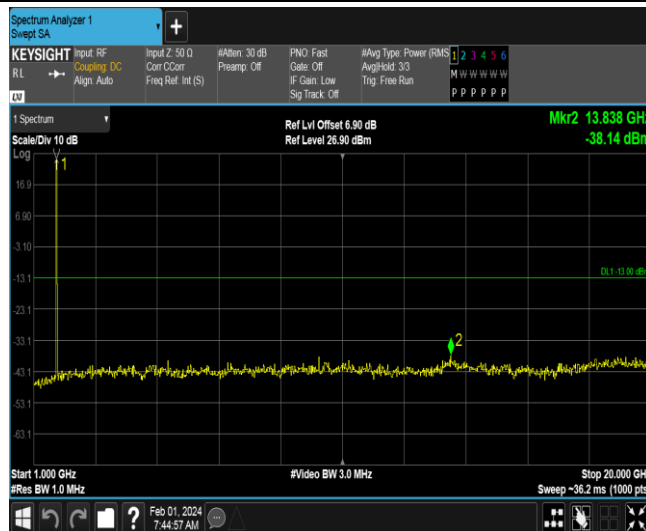 Spectrum Analyzer 1
Swept SA
+
KEYSIGHT
RL
Input: RF
Coupling: DC
Align: Auto
Input Z: 50 Ω
Corr CCorr
Freq Ref: Int (S)
#Atten: 30 dB
Preamp: Off
PNO: Fast
Gate: Off
IF Gain: Low
Sig Track: Off
#Avg Type: Power (RMS
Avg|Hold: 3/3
Trig: Free Run
1 2 3 4 5 6
M W W W W W
P P P P P P
1 Spectrum
Scale/Div 10 dB
Ref Lvl Offset 6.90 dB
Ref Level 26.90 dBm
Mkr2 13.838 GHz
-38.14 dBm
Log
1
16.9
6.90
-3.10
-13.1
DL1 -13.00 dBm
-23.1
-33.1
2
-43.1
-53.1
-63.1
Start 1.000 GHz
#Res BW 1.0 MHz
#Video BW 3.0 MHz
Stop 20.000 GH
Sweep ~36.2 ms (1000 pts
?
Feb 01, 2024
7:44:57 AM